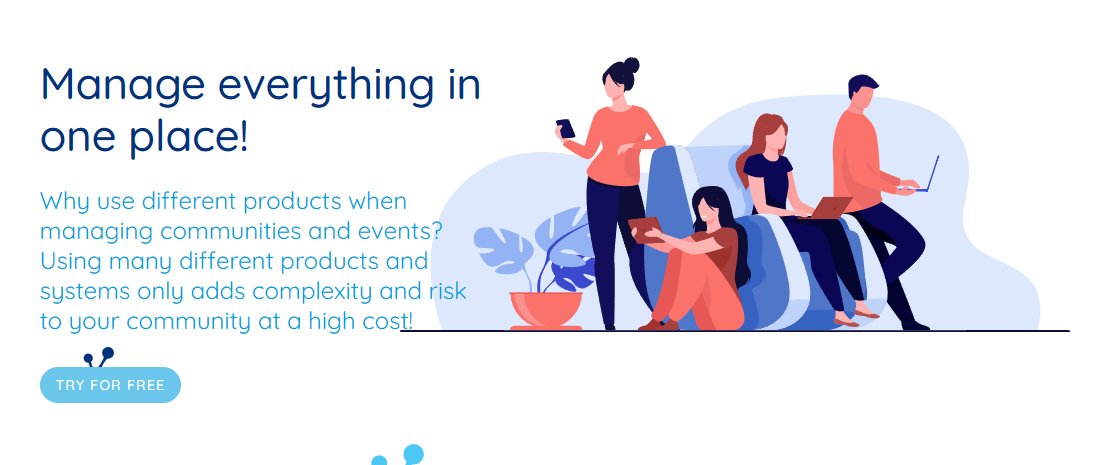 Manage everything in
one place!
Why use different products when
managing communities and events?
Using many different products and
systems only adds complexity and risk
to your community at a high cost!
TRY FOR FREE